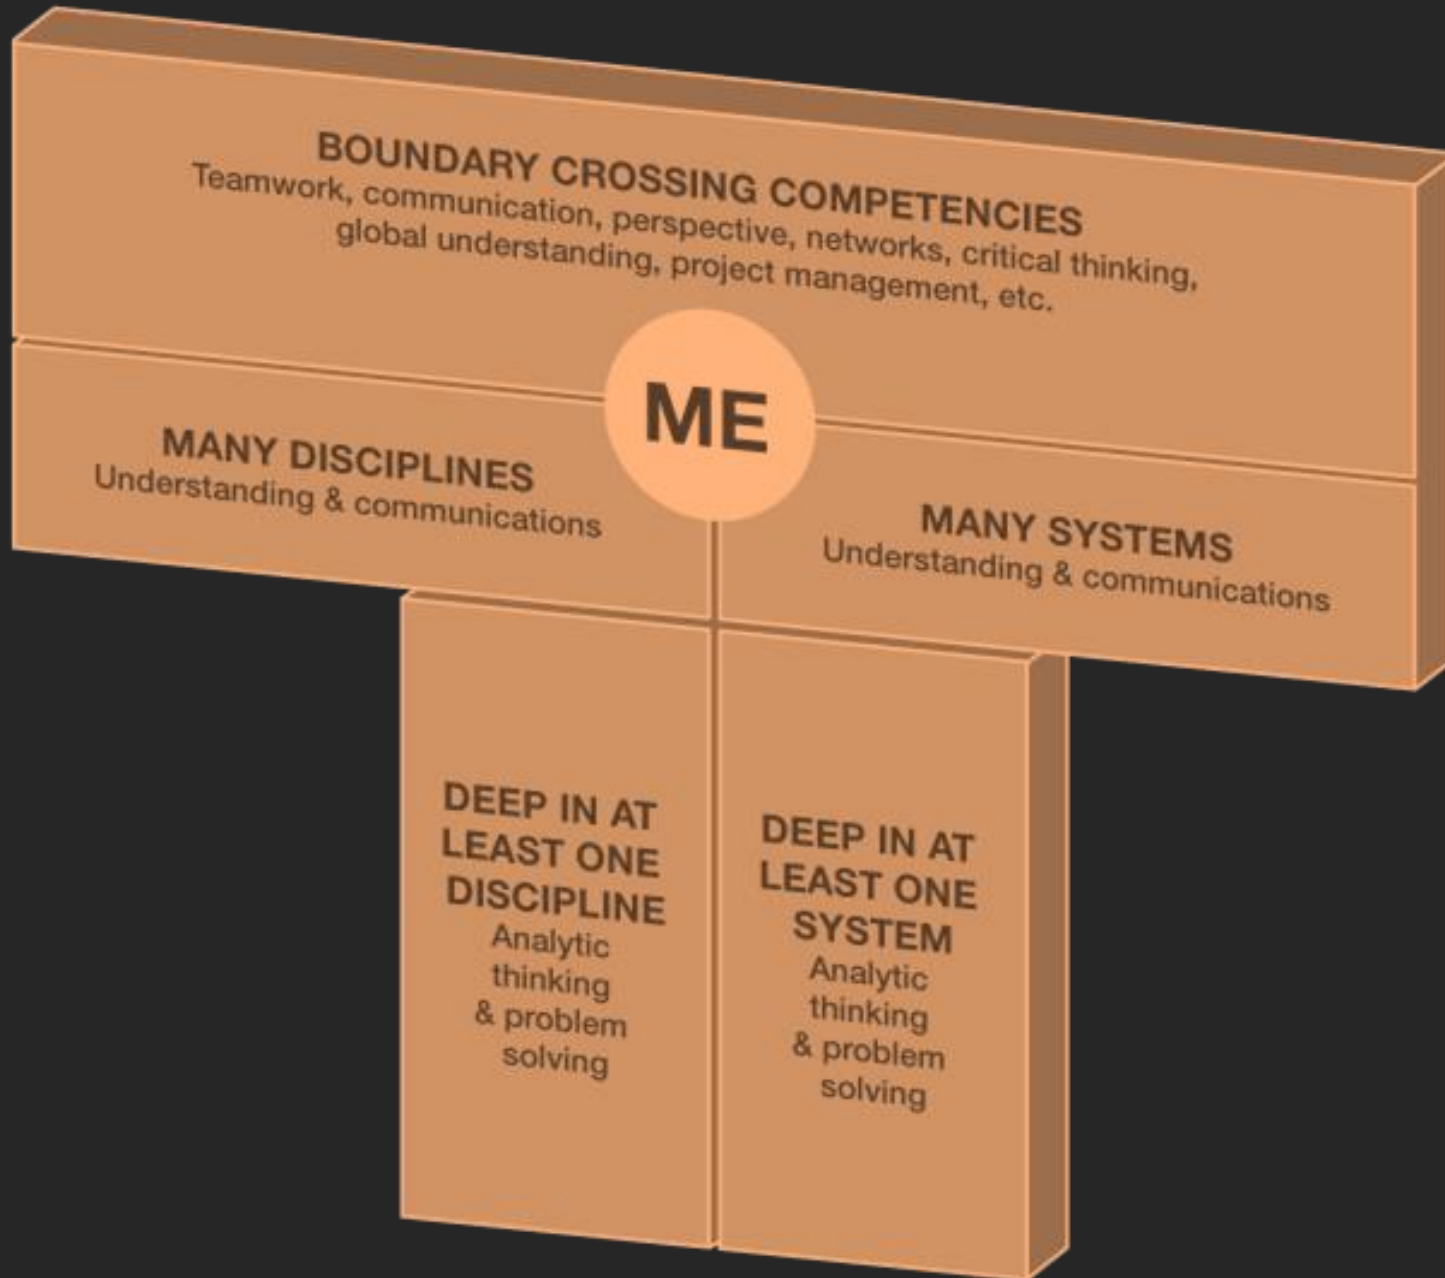 BOUNDARY CROSSING COMPETENCIES
Teamwork, communication, perspective, networks, critical thinking,
global understanding, project management, etc.
ME
MANY DISCIPLINES
Understanding & communications
MANY SYSTEMS
Understanding & communications
DEEP IN AT
LEAST ONE
DISCIPLINE
Analytic
thinking
& problem
solving
DEEP IN AT
LEAST ONE
SYSTEM
Analytic
thinking
& problem
solving